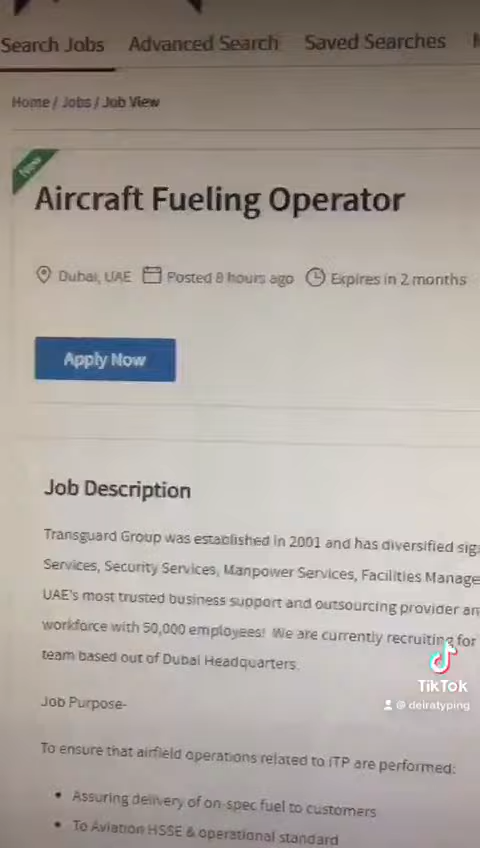 Search Jobs Advanced Search Saved Searches
Home / Jobs / Job View
New
Aircraft Fueling Operator
Dubai, UAE Posted 8 hours ago Expires in 2 months
Apply Now
Job Description
Transguard Group was established in 2001 and has diversified
Services, Security Services, Manpower Services, Facilities
UAE's most trusted business support and outsourcing provider
workforce with 50,000 employees! We are currently recruiting for
team based out of Dubai Headquarters.
TikTok
@deiratyping
Job Purpose-
To ensure that airfield operations related to ITP are performed:
• Assuring delivery of on-spec fuel to customers
• To Aviation HSSE & operational standard